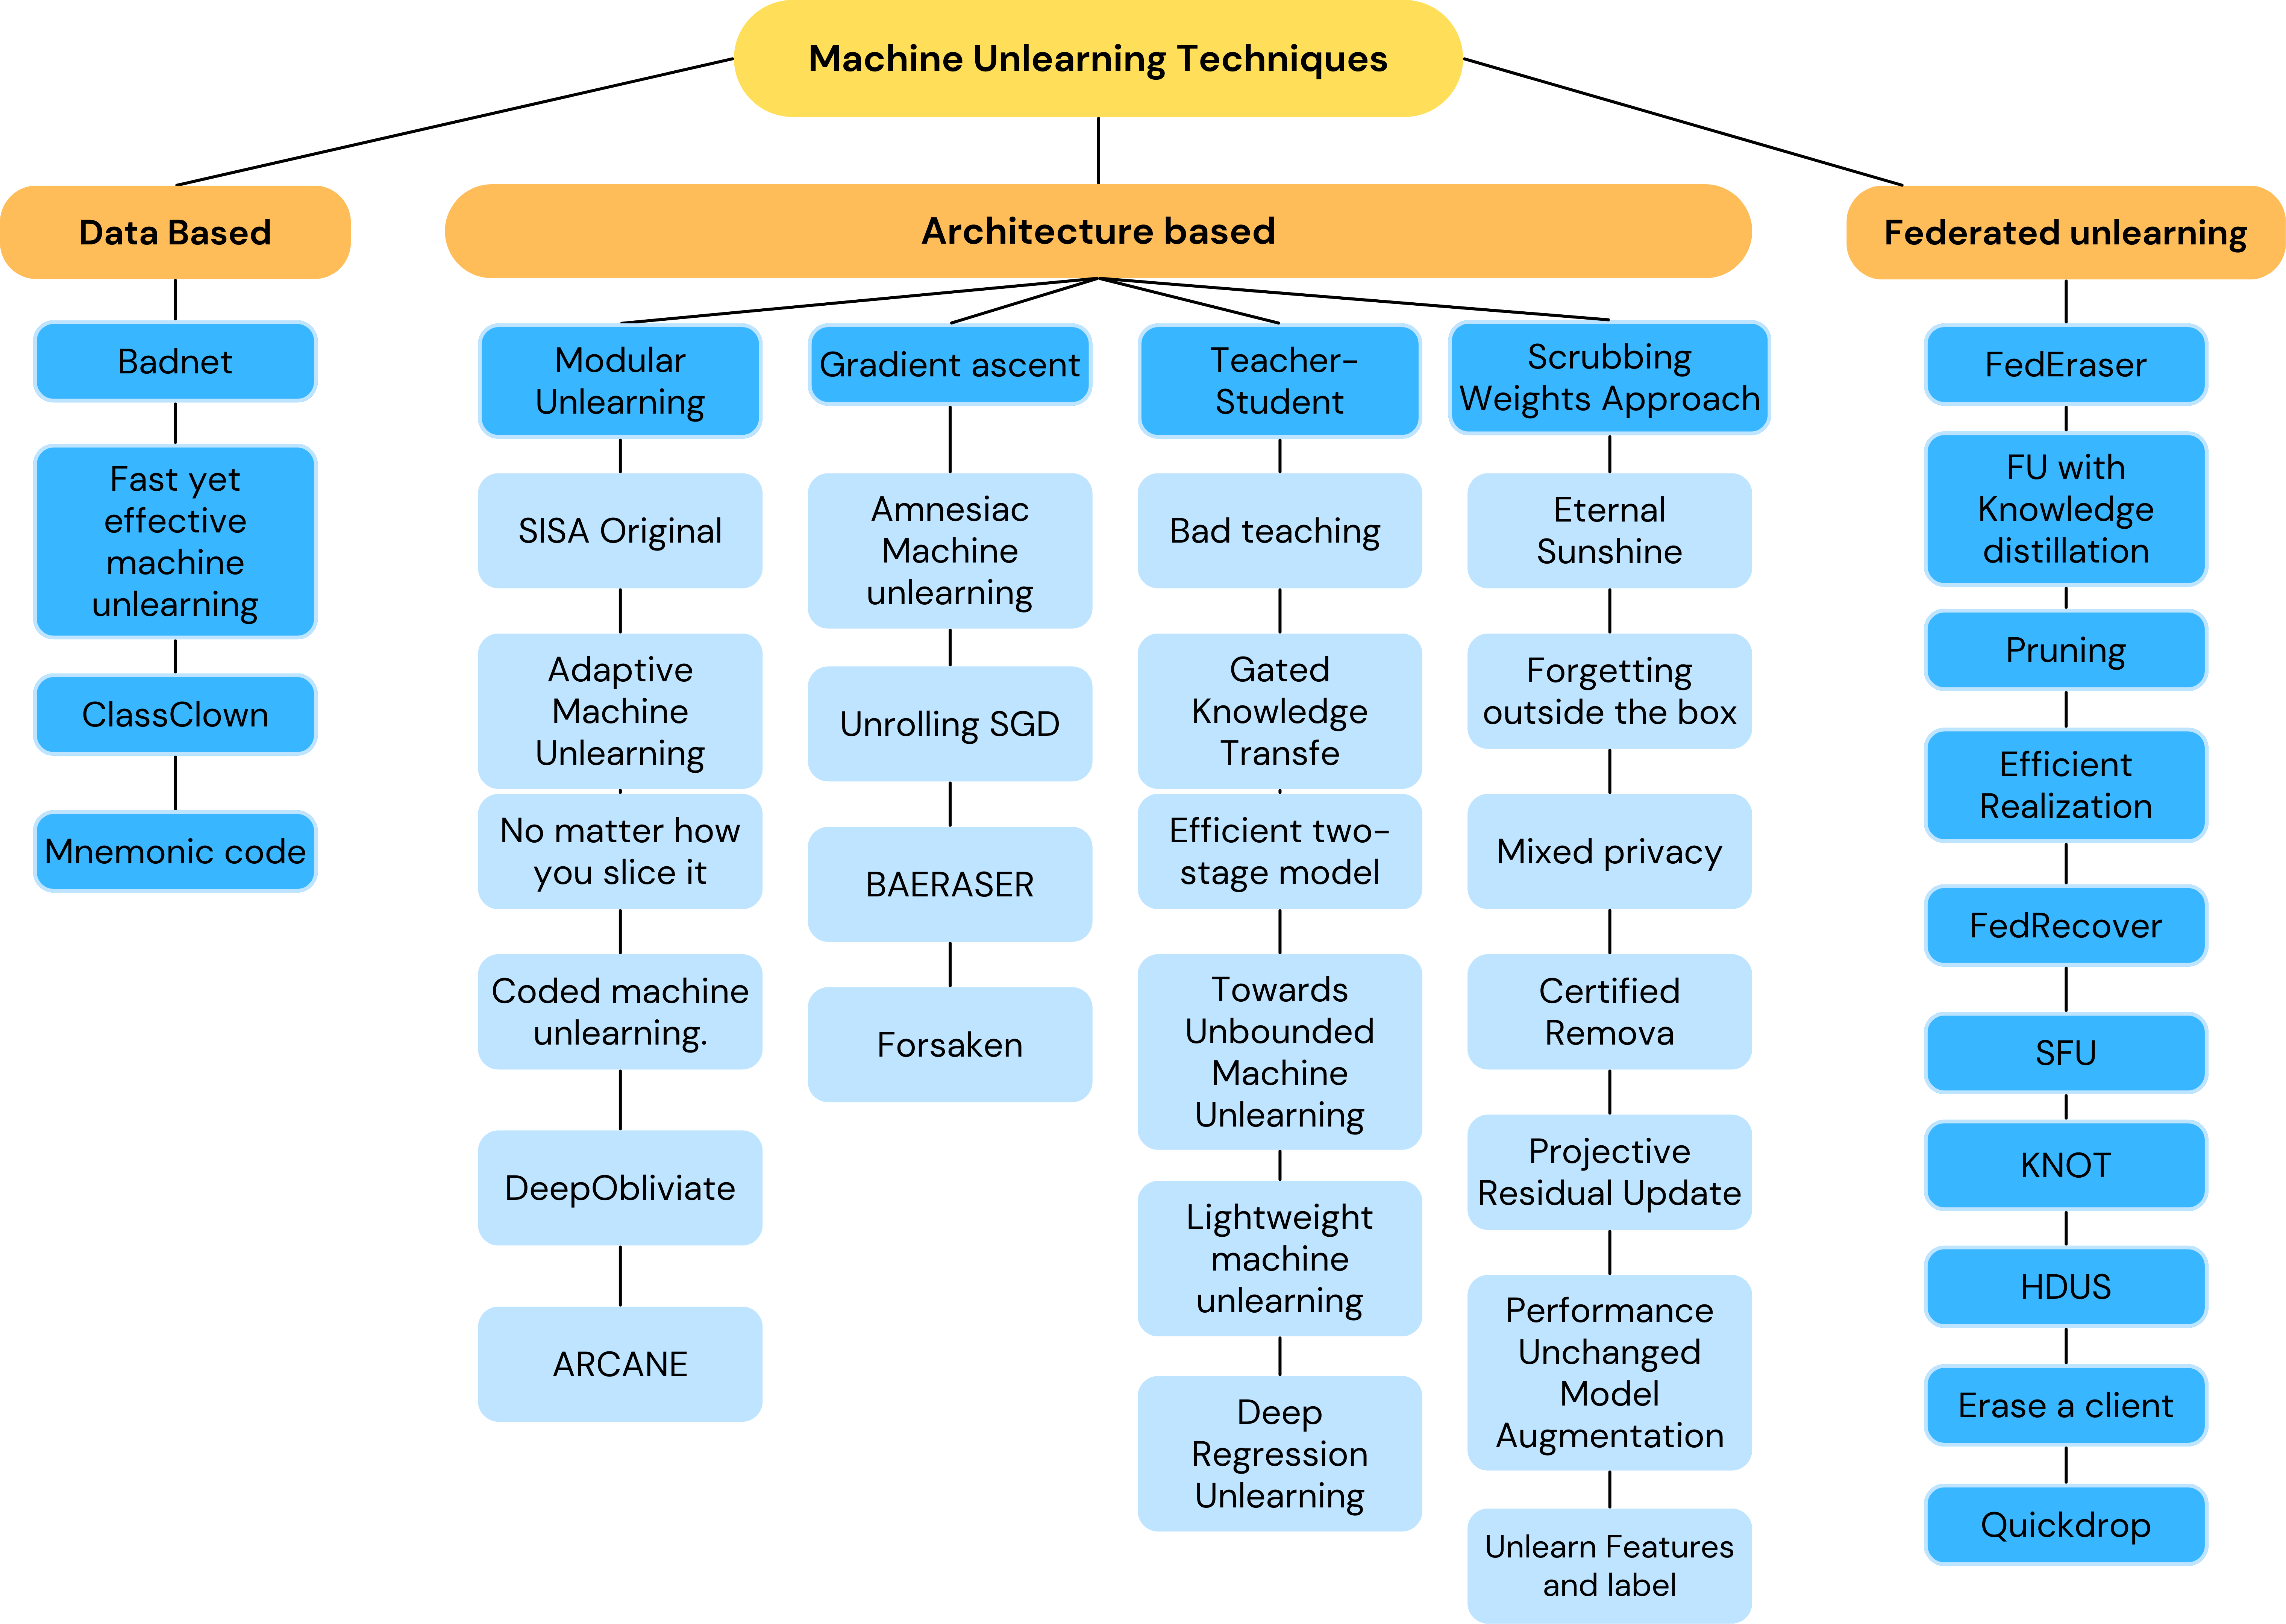 Machine Unlearning Techniques
Data Based
Badnet
Fast yet
effective
machine
unlearning
ClassClown
Mnemonic code
Architecture based
Modular
Unlearning
SISA Original
Adaptive
Machine
Unlearning
No matter how
you slice it
Coded machine
unlearning.
DeepObliviate
ARCANE
Gradient ascent
Amnesiac
Machine
unlearning
Unrolling SGD
BAERASER
Forsaken
Teacher-
Student
Bad teaching
Gated
Knowledge
Transfe
Efficient two-
stage model
Towards
Unbounded
Machine
Unlearning
Lightweight
machine
unlearning
Deep
Regression
Unlearning
Scrubbing
Weights Approach
Eternal
Sunshine
Forgetting
outside the box
Mixed privacy
Certified
Remova
Projective
Residual Update
Performance
Unchanged
Model
Augmentation
Unlearn Features
and label
Federated unlearning
FedEraser
FU with
Knowledge
distillation
Pruning
Efficient
Realization
FedRecover
SFU
KNOT
HDUS
Erase a client
Quickdrop